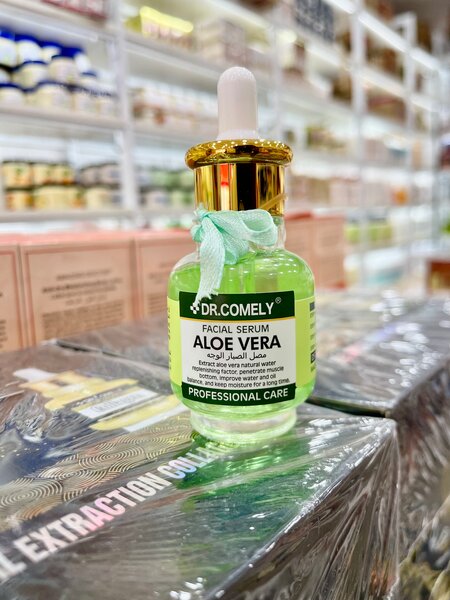 DR.COMELY®
FACIAL SERUM
ALOE VERA
مصل الصبار الوجه
Extract aloe vera natural water
replenishing factor, penetrate muscle
bottom, improve water and oil
balance, and keep moisture for a long time.
PROFESSIONAL CARE
EXTRACTION